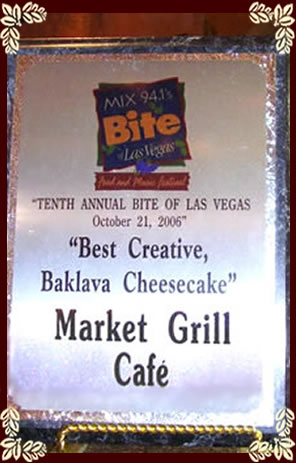 MIX 94.1's
Bite
of Las Vegas
Food and Music Festival
"TENTH ANNUAL BITE OF LAS VEGAS
October 21, 2006"
"Best Creative,
Baklava Cheesecake"
Market Grill
Café